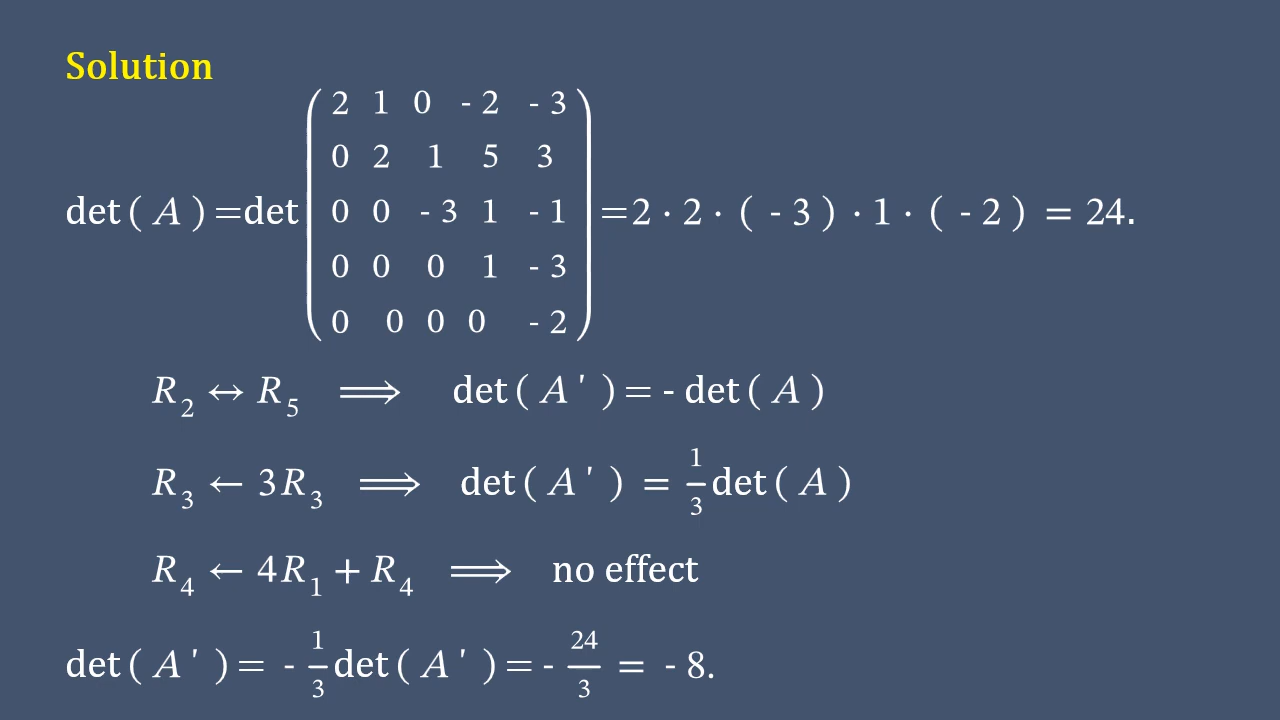 Solution
2 1 0 - 2 - 3
0 2 1 5 3
det ( A ) = det ( 0 0 - 3 1 - 1 ) = 2 · 2 · ( - 3 ) · 1 · ( - 2 ) = 24.
0 0 0 1 - 3
0 0 0 0 - 2
R₂ ↔ R₅ ⟹ det ( A ' ) = - det ( A )
R₃ ← 3R₃ ⟹ det ( A ' ) = 1/3 det ( A )
R₄ ← 4R₁ + R₄ ⟹ no effect
det ( A ' ) = - 1/3 det ( A ' ) = - 24/3 = - 8.